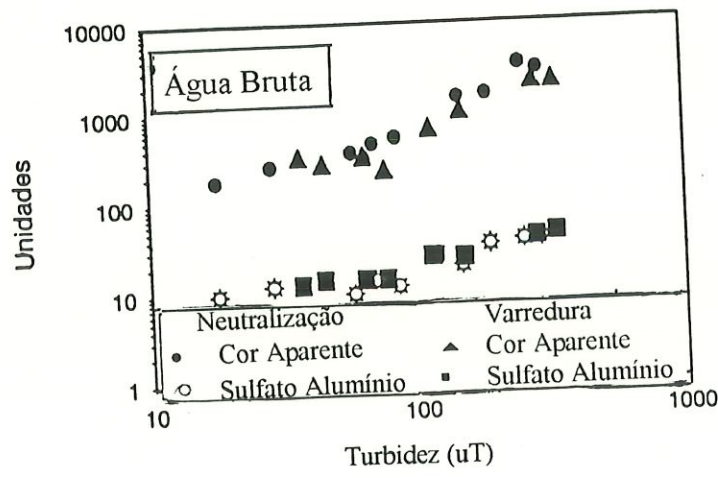 10000
Água Bruta
1000
Unidades
100
10
Neutralização Varredura
Cor Aparente Cor Aparente
Sulfato Alumínio Sulfato Alumínio
1
10 100 1000
Turbidez (uT)